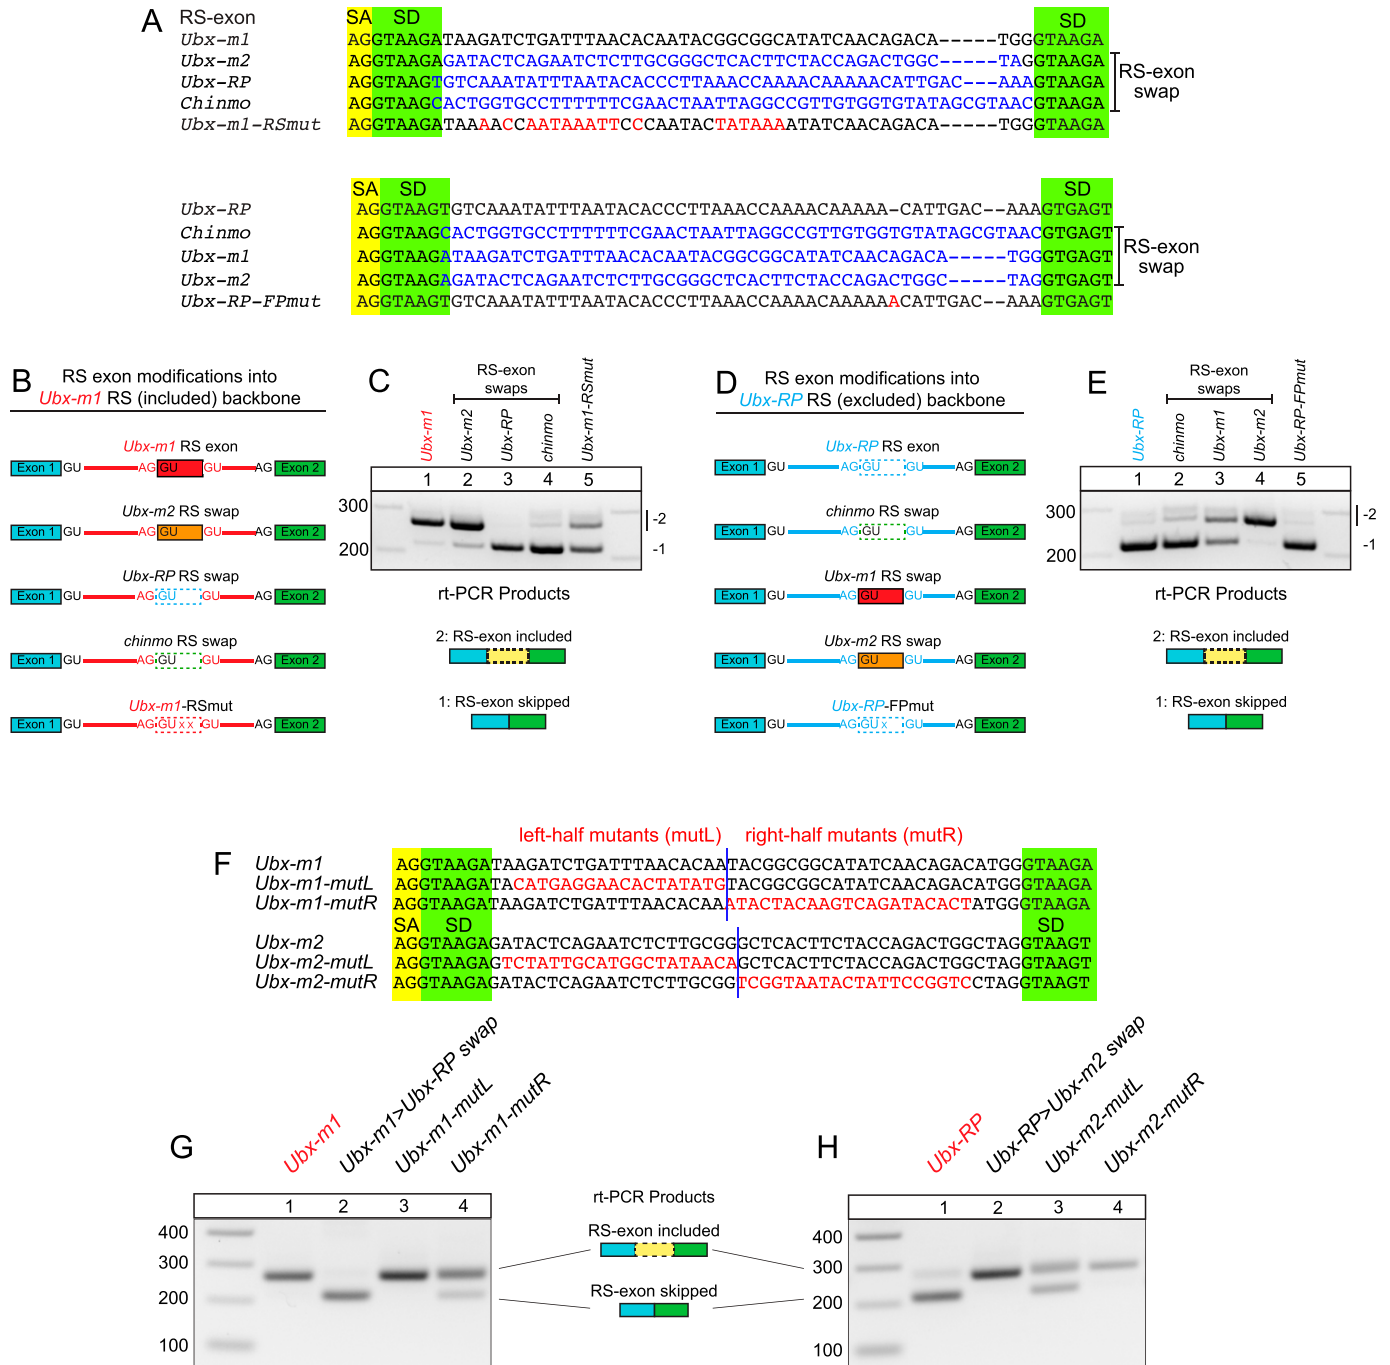 A
RS-exon SA SD SD
Ubx-m1 AGGTAAGATAAGATCTGATTTAACACAATACGGCGGCATATCAACAGACA-----TGGGTAAGA
Ubx-m2 AGGTAAGAGATACTCAGAATCTCTTGCGGGCTCACTTCTACCAGACTGGC-----TAGGTAAGA
Ubx-RP AGGTAAGTGTCAAATATTTAATACACCCTTAAACCAAAACAAAAACATTGAC--AAAGTAAGA
Chinmo AGGTAAGCACTGGTGCCTTTTTTCGAACTAATTAGGCCGTTGTGGTGTATAGCGTAACGTAAGA
Ubx-m1-RSmut AGGTAAGATAAAACCAATAAATTCCCAATACTATAAAATATCAACAGACA-----TGGGTAAGA
RS-exon
swap
SA SD SD
Ubx-RP AGGTAAGTGTCAAATATTTAATACACCCTTAAACCAAAACAAAAA-CATTGAC--AAAGTGAGT
Chinmo AGGTAAGCACTGGTGCCTTTTTTCGAACTAATTAGGCCGTTGTGGTGTATAGCGTAACGTGAGT
Ubx-m1 AGGTAAGATAAGATCTGATTTAACACAATACGGCGGCATATCAACAGACA-----TGGGTGAGT
Ubx-m2 AGGTAAGAGATACTCAGAATCTCTTGCGGGCTCACTTCTACCAGACTGGC-----TAGGTGAGT
Ubx-RP-FPmut AGGTAAGTGTCAAATATTTAATACACCCTTAAACCAAAACAAAAAACATTGAC--AAAGTGAGT
RS-exon
swap
B
RS exon modifications into
Ubx-m1 RS (included) backbone
Ubx-m1 RS exon
Exon 1 GU AG GU GU AG Exon 2
Ubx-m2 RS swap
Exon 1 GU AG GU GU AG Exon 2
Ubx-RP RS swap
Exon 1 GU AG GU GU AG Exon 2
chinmo RS swap
Exon 1 GU AG GU GU AG Exon 2
Ubx-m1-RSmut
Exon 1 GU AG GU x x GU AG Exon 2
C
RS-exon
swaps
Ubx-m1 Ubx-m2 Ubx-RP chinmo Ubx-m1-RSmut
1 2 3 4 5
300 -2
200 -1
rt-PCR Products
2: RS-exon included
1: RS-exon skipped
D
RS exon modifications into
Ubx-RP RS (excluded) backbone
Ubx-RP RS exon
Exon 1 GU AG GU GU AG Exon 2
chinmo RS swap
Exon 1 GU AG GU GU AG Exon 2
Ubx-m1 RS swap
Exon 1 GU AG GU GU AG Exon 2
Ubx-m2 RS swap
Exon 1 GU AG GU GU AG Exon 2
Ubx-RP-FPmut
Exon 1 GU AG GU x GU AG Exon 2
E
RS-exon
swaps
Ubx-RP chinmo Ubx-m1 Ubx-m2 Ubx-RP-FPmut
1 2 3 4 5
300 -2
200 -1
rt-PCR Products
2: RS-exon included
1: RS-exon skipped
F
left-half mutants (mutL) right-half mutants (mutR)
Ubx-m1 AGGTAAGATAAGATCTGATTTAACACAATACGGCGGCATATCAACAGACATGGGTAAGA
Ubx-m1-mutL AGGTAAGATACATGAGGAACACTATATGTACGGCGGCATATCAACAGACATGGGTAAGA
Ubx-m1-mutR AGGTAAGATAAGATCTGATTTAACACAAATACTACAAGTCAGATACACTATGGGTAAGA
SA SD SD
Ubx-m2 AGGTAAGAGATACTCAGAATCTCTTGCGGGCTCACTTCTACCAGACTGGCTAGGTAAGT
Ubx-m2-mutL AGGTAAGAGTCTATTGCATGGCTATAACAGCTCACTTCTACCAGACTGGCTAGGTAAGT
Ubx-m2-mutR AGGTAAGAGATACTCAGAATCTCTTGCGGTCGGTAATACTATTCCGGTCCTAGGTAAGT
G
Ubx-m1
Ubx-m1>Ubx-RP swap
Ubx-m1-mutL
Ubx-m1-mutR
1 2 3 4
400
300
200
100
rt-PCR Products
RS-exon included
RS-exon skipped
H
Ubx-RP
Ubx-RP>Ubx-m2 swap
Ubx-m2-mutL
Ubx-m2-mutR
1 2 3 4
400
300
200
100